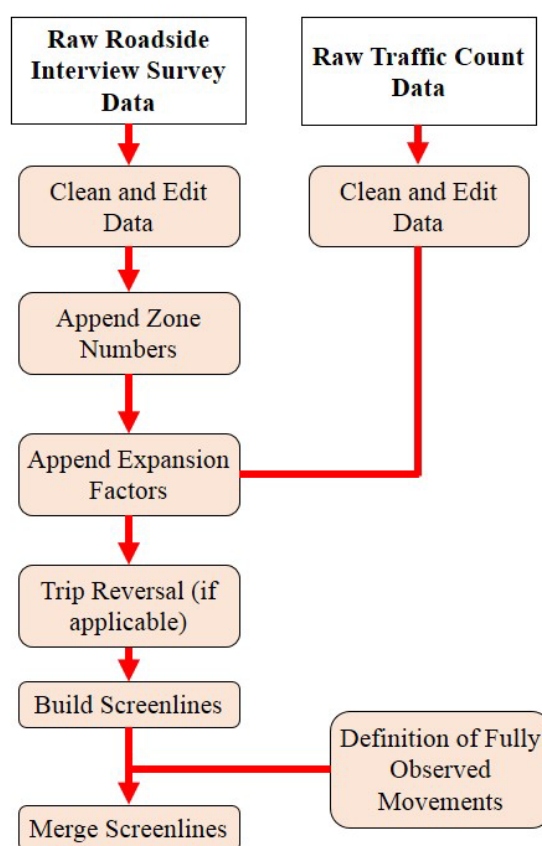 Raw Roadside
Interview Survey
Data
Raw Traffic Count
Data
Clean and Edit
Data
Clean and Edit
Data
Append Zone
Numbers
Append Expansion
Factors
Trip Reversal (if
applicable)
Build Screenlines
Definition of Fully
Observed
Movements
Merge Screenlines